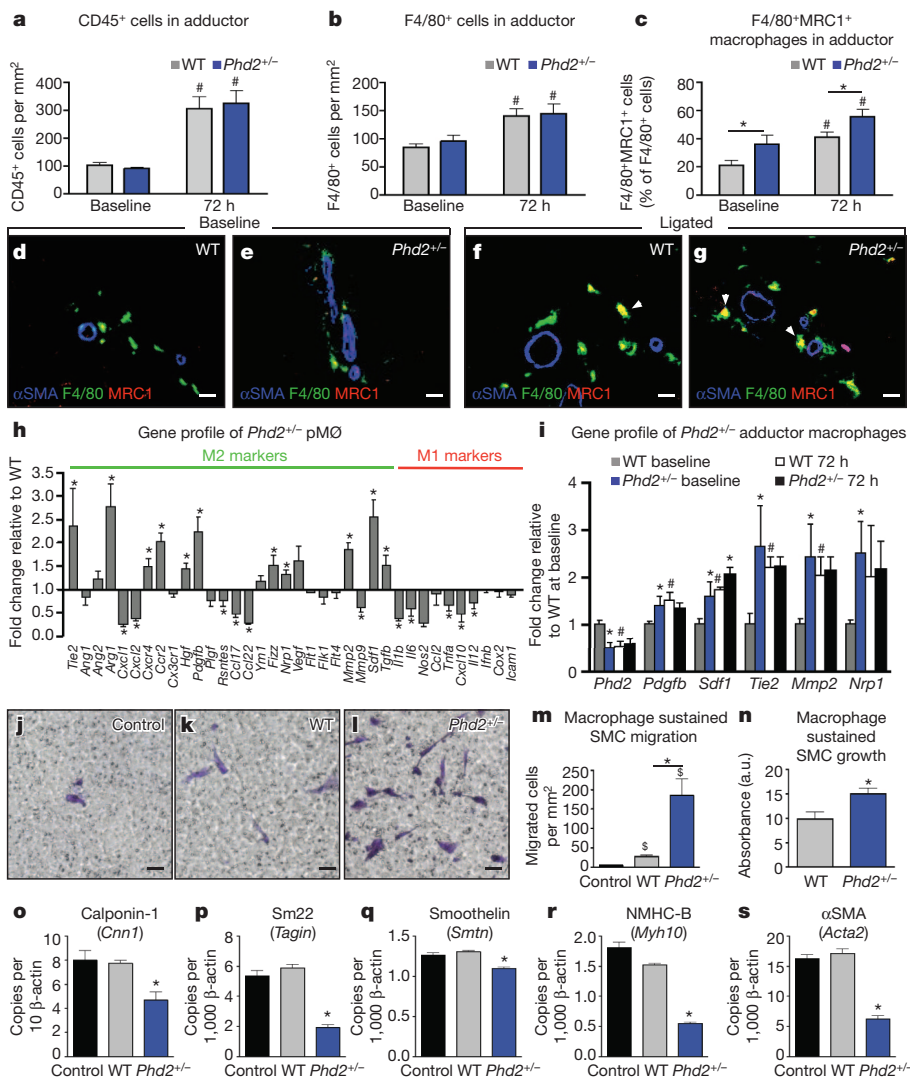 a CD45⁺ cells in adductor
WT Phd2⁺/⁻
CD45⁺ cells per mm²
400
300
200
100
0
# #
Baseline 72 h
b F4/80⁺ cells in adductor
WT Phd2⁺/⁻
F4/80⁺ cells per mm²
200
150
100
50
0
# #
Baseline 72 h
c F4/80⁺MRC1⁺
macrophages in adductor
WT Phd2⁺/⁻
F4/80⁺MRC1⁺ cells
(% of F4/80⁺ cells)
80
60
40
20
0
* # * #
Baseline 72 h
Baseline
Ligated
d WT
αSMA F4/80 MRC1
e Phd2⁺/⁻
αSMA F4/80 MRC1
f WT
αSMA F4/80 MRC1
g Phd2⁺/⁻
αSMA F4/80 MRC1
h Gene profile of Phd2⁺/⁻ pMØ
M2 markers M1 markers
Fold change relative to WT
3.5
3.0
2.5
2.0
1.5
1.0
0.5
0.0
Tie2 Ang1 Ang2 Arg1 Cxcl1 Cxcl2 Cxcr4 Ccr2 Cx3cr1 Hgf Pdgfb Plgf Rsntes Ccl17 Ccl22 Ym1 Fizz Nrp1 Vegf Flt1 Flk1 Flt4 Mmp2 Mmp9 Sdf1 Tgfb Il1b Il6 Nos2 Ccl2 Tnfa Cxcl10 Il12 Ifnb Cox2 Icam1
i Gene profile of Phd2⁺/⁻ adductor macrophages
WT baseline WT 72 h
Phd2⁺/⁻ baseline Phd2⁺/⁻ 72 h
Fold change relative
to WT at baseline
4
2
1
0
Phd2 Pdgfb Sdf1 Tie2 Mmp2 Nrp1
j Control
k WT
l Phd2⁺/⁻
m Macrophage sustained
SMC migration
Migrated cells
per mm²
250
200
150
100
50
0
$ * $
Control WT Phd2⁺/⁻
n Macrophage
sustained
SMC growth
Absorbance (a.u.)
20
15
10
5
0
*
WT Phd2⁺/⁻
o Calponin-1
(Cnn1)
Copies per
10 β-actin
10
8
6
4
2
0
*
Control WT Phd2⁺/⁻
p Sm22
(Tagin)
Copies per
1,000 β-actin
8
6
4
2
0
*
Control WT Phd2⁺/⁻
q Smoothelin
(Smtn)
Copies per
1,000 β-actin
1.5
1.0
0.5
0.0
*
Control WT Phd2⁺/⁻
r NMHC-B
(Myh10)
Copies per
1,000 β-actin
2.0
1.5
1.0
0.5
0.0
*
Control WT Phd2⁺/⁻
s αSMA
(Acta2)
Copies per
1,000 β-actin
20
15
10
5
0
*
Control WT Phd2⁺/⁻